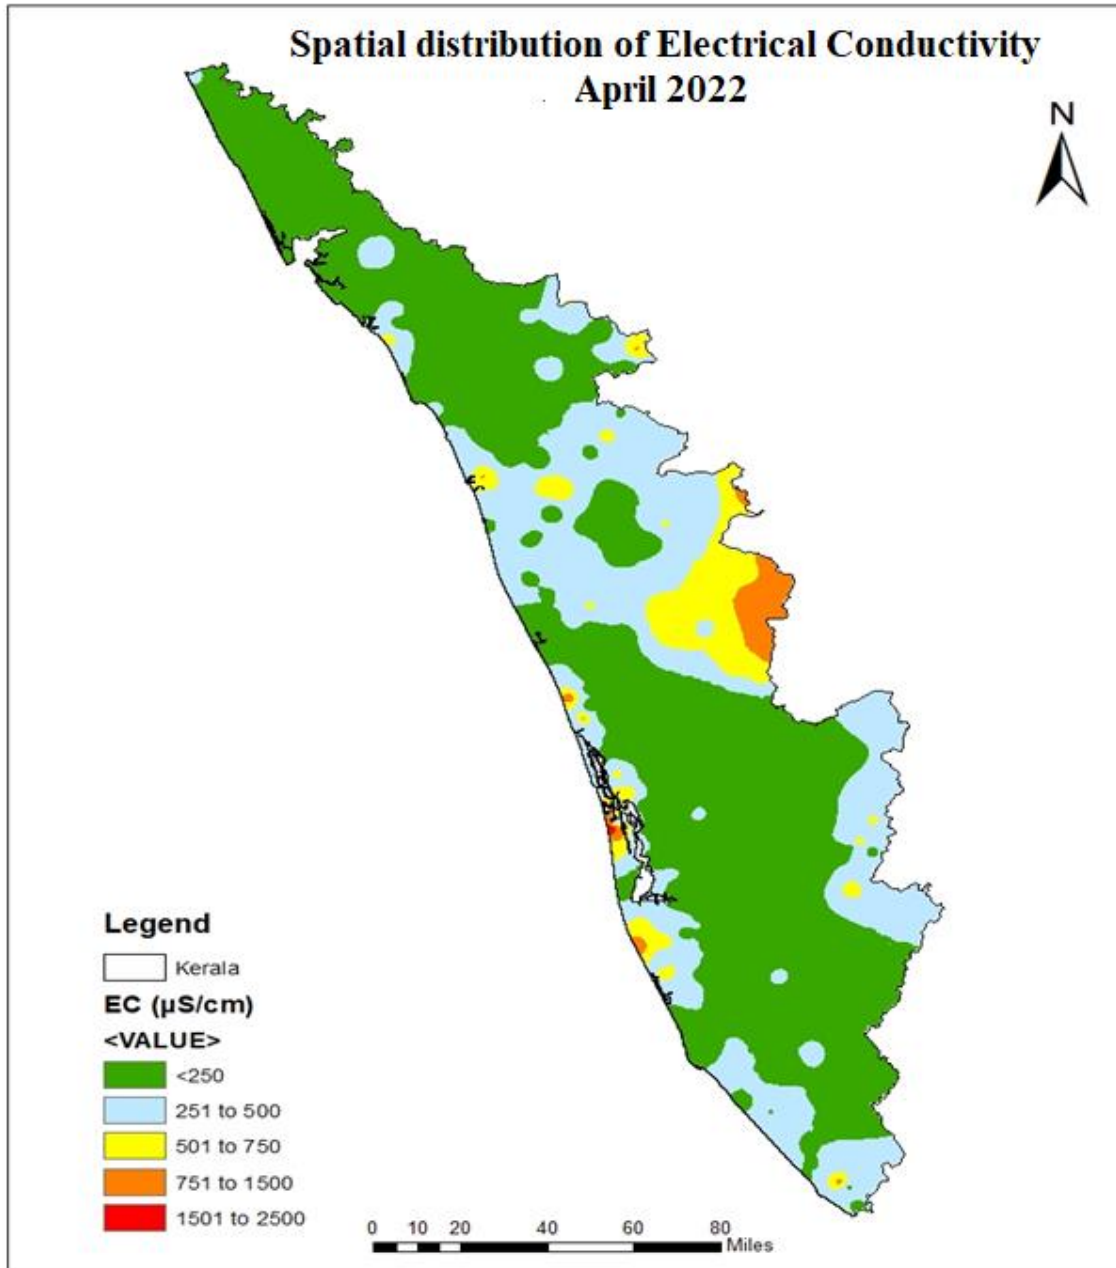 Spatial distribution of Electrical Conductivity
April 2022
N
Legend
Kerala
EC (µS/cm)
<VALUE>
<250
251 to 500
501 to 750
751 to 1500
1501 to 2500
0 10 20 40 60 80
Miles